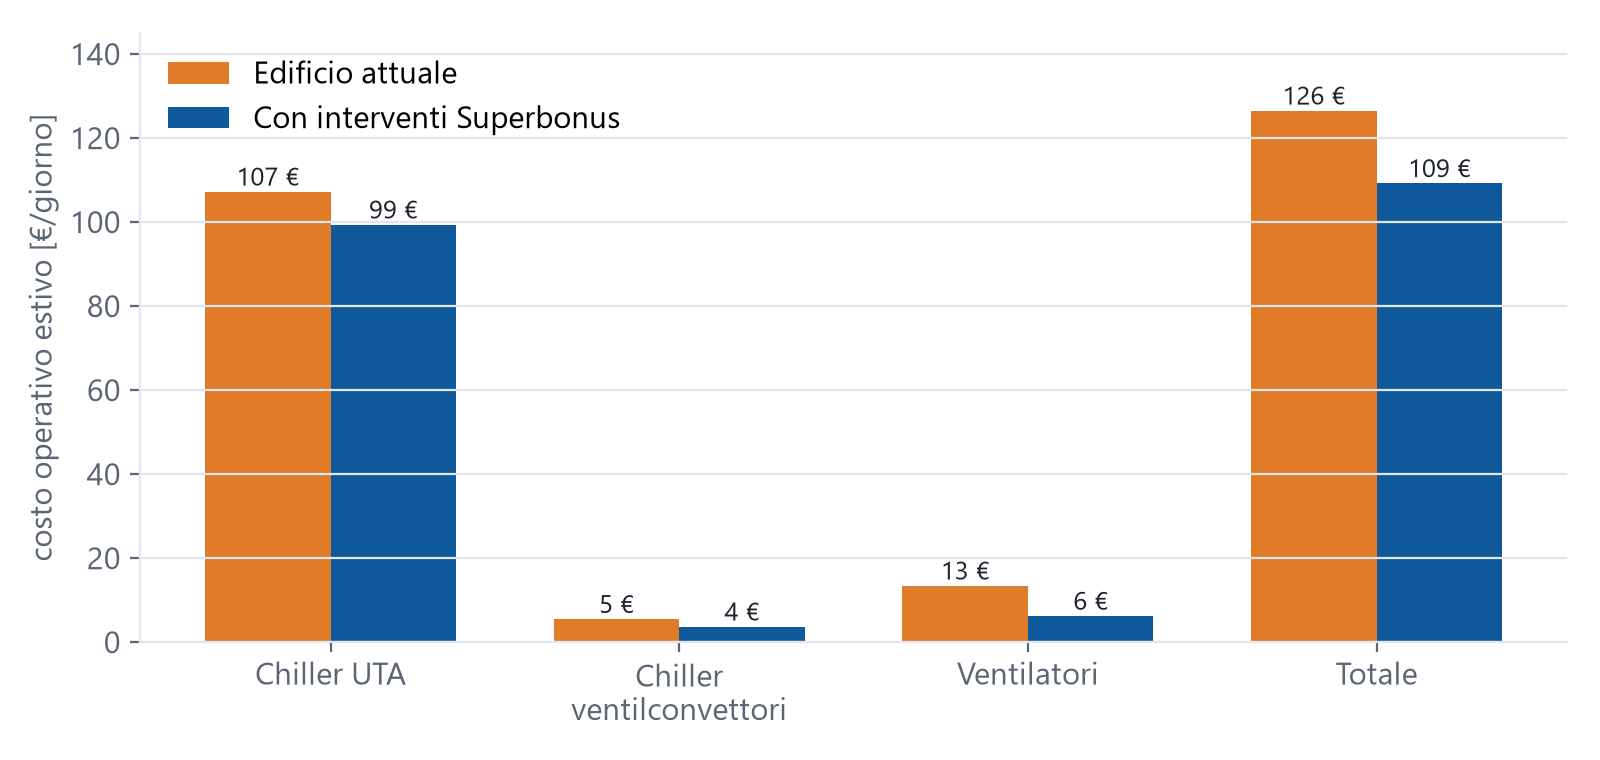 costo operativo estivo [€/giorno]
140
120
100
80
60
40
20
0
Edificio attuale
Con interventi Superbonus
107 €
99 €
5 €
4 €
13 €
6 €
126 €
109 €
Chiller UTA
Chiller
ventilconvettori
Ventilatori
Totale